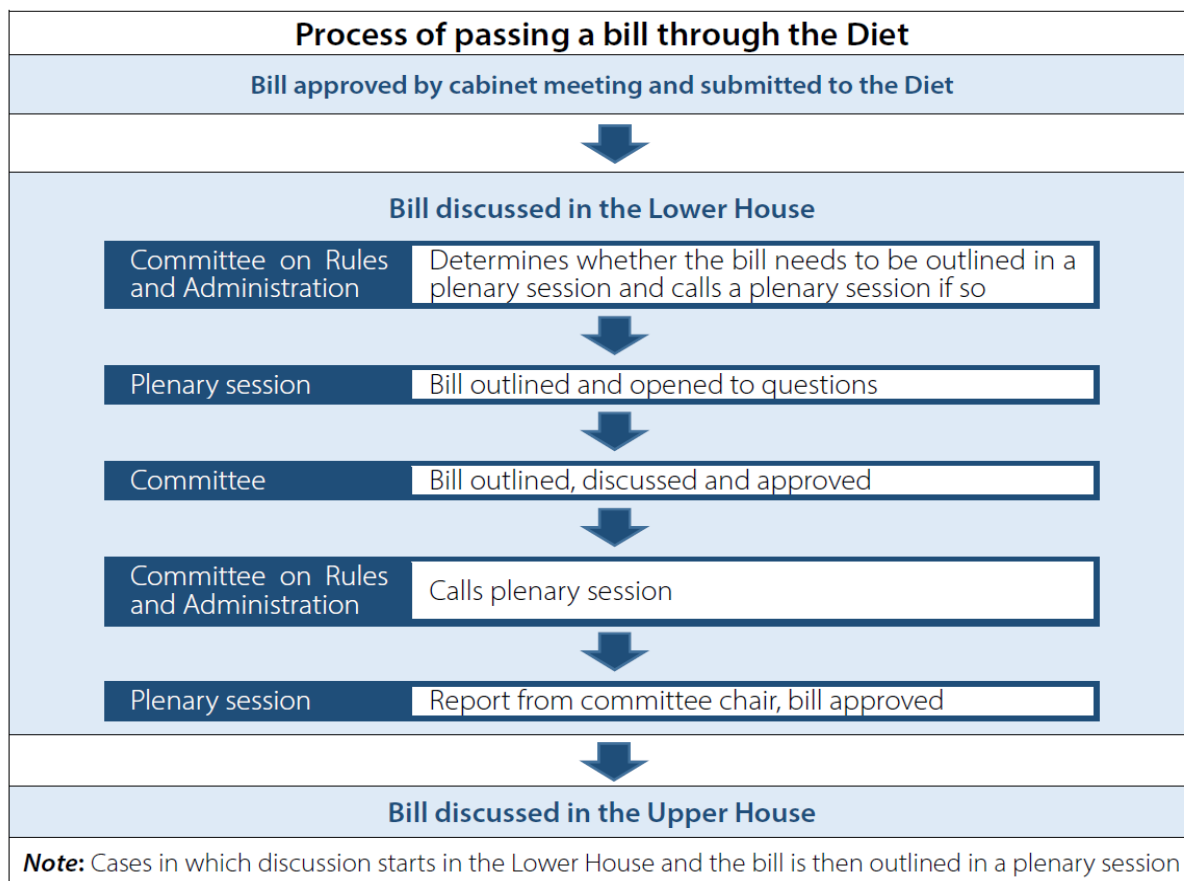 Process of passing a bill through the Diet
Bill approved by cabinet meeting and submitted to the Diet
Bill discussed in the Lower House
Committee on Rules
and Administration
Determines whether the bill needs to be outlined in a
plenary session and calls a plenary session if so
Plenary session
Bill outlined and opened to questions
Committee
Bill outlined, discussed and approved
Committee on Rules
and Administration
Calls plenary session
Plenary session
Report from committee chair, bill approved
Bill discussed in the Upper House
Note: Cases in which discussion starts in the Lower House and the bill is then outlined in a plenary session